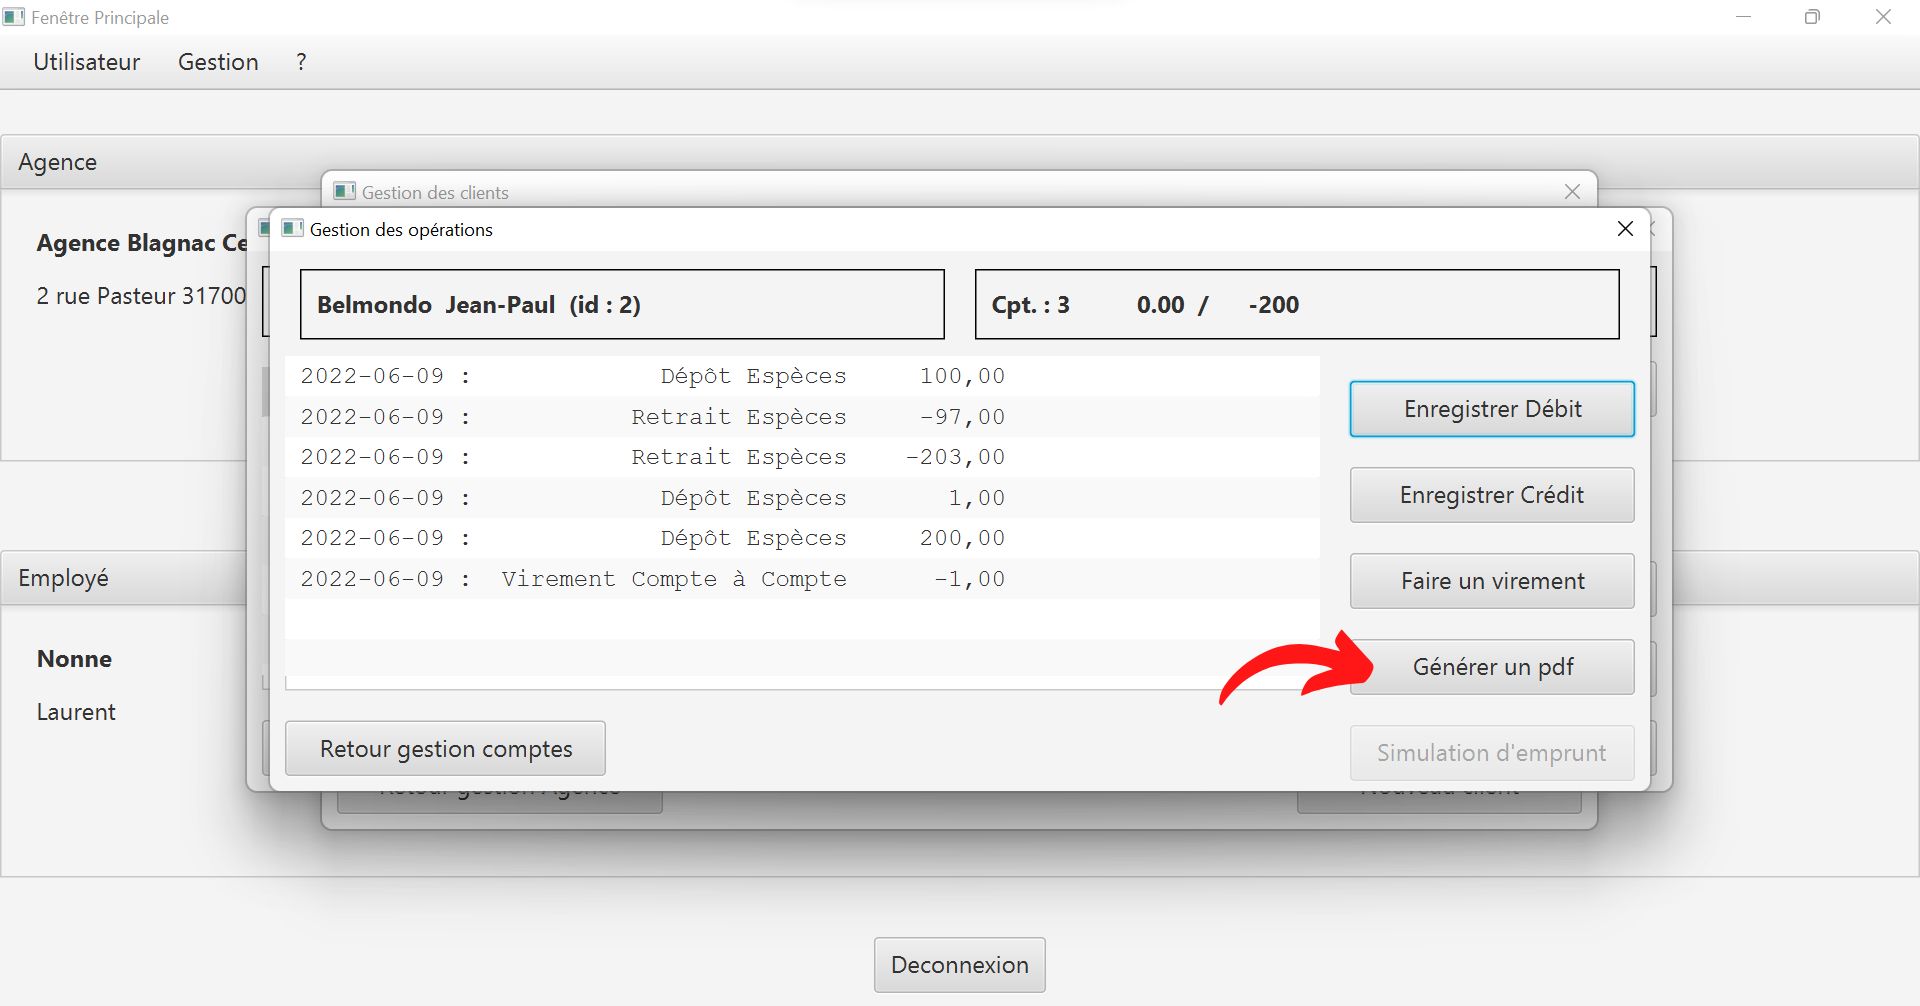 Fenêtre Principale
Utilisateur Gestion ?
Agence
Gestion des clients
Agence Blagnac
2 rue Pasteur 31700
Gestion des opérations
Belmondo Jean-Paul (id : 2)
Cpt. : 3 0.00 / -200
2022-06-09 : Dépôt Espèces 100,00
2022-06-09 : Retrait Espèces -97,00
2022-06-09 : Retrait Espèces -203,00
2022-06-09 : Dépôt Espèces 1,00
2022-06-09 : Dépôt Espèces 200,00
2022-06-09 : Virement Compte à Compte -1,00
Enregistrer Débit
Enregistrer Crédit
Faire un virement
Générer un pdf
Simulation d'emprunt
Retour gestion comptes
Employé
Nonne
Laurent
Deconnexion